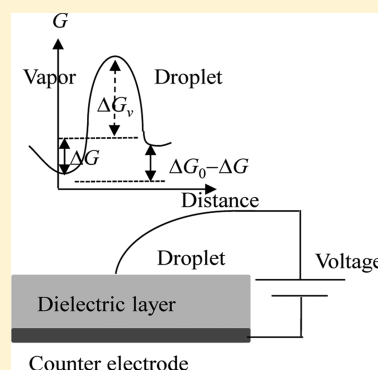 G
Vapor Droplet
ΔGᵥ
ΔG
ΔG₀−ΔG
Distance
Droplet Voltage
Dielectric layer
Counter electrode